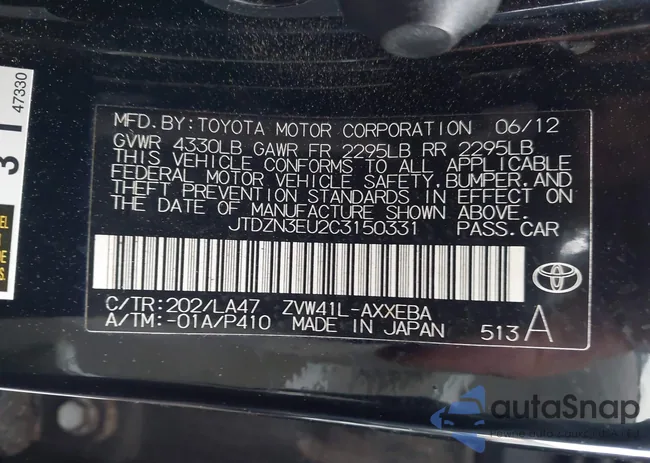 MFD. BY: TOYOTA MOTOR CORPORATION 06/12
GVWR 4330LB GAWR FR 2295LB RR 2295LB
THIS VEHICLE CONFORMS TO ALL APPLICABLE
FEDERAL MOTOR VEHICLE SAFETY, BUMPER, AND
THEFT PREVENTION STANDARDS IN EFFECT ON
THE DATE OF MANUFACTURE SHOWN ABOVE.
JTDZN3EU2C3150331 PASS. CAR
C/TR: 202/LA47 ZVW41L-AXXEBA
A/TM: -01A/P410 MADE IN JAPAN 513A
47330
autoSnap